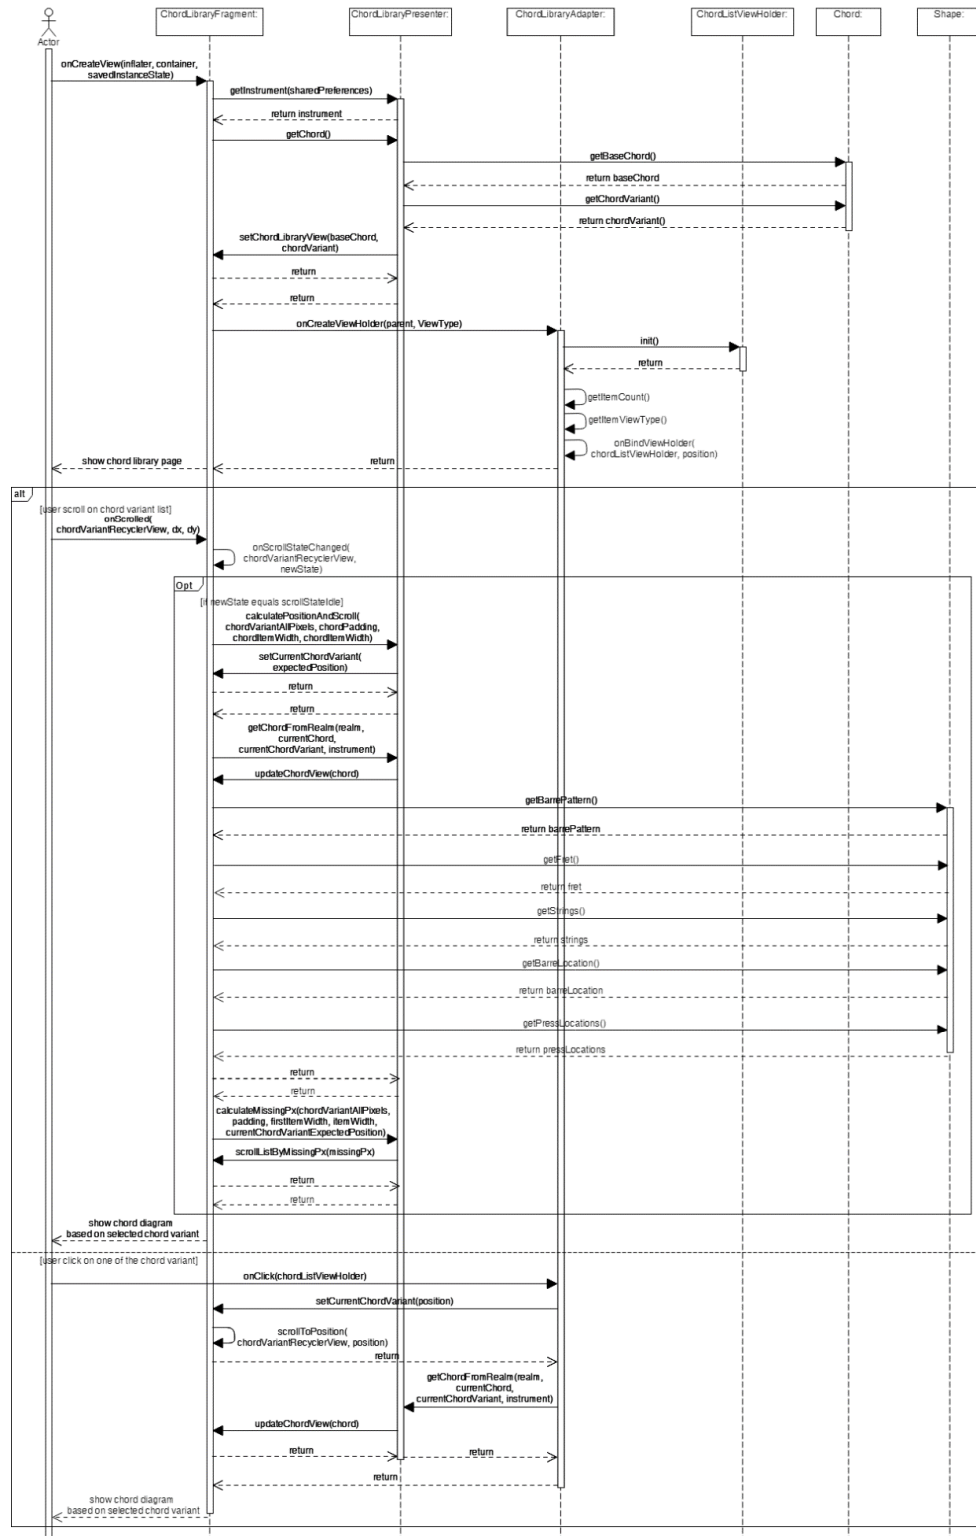 ChordLibraryFragment:
ChordLibraryPresenter:
ChordLibraryAdapter:
ChordListViewHolder:
Chord:
Shape:
Actor
onCreateView(inflater, container,
savedInstanceState)
getInstrument(sharedPreferences)
return instrument
getChord()
getBaseChord()
return baseChord
getChordVariant()
return chordVariant()
setChordLibraryView(baseChord,
chordVariant)
return
return
onCreateViewHolder(parent, ViewType)
init()
return
getItemCount()
getItemViewType()
onBindViewHolder(
chordListViewHolder, position)
return
show chord library page
alt
[user scroll on chord variant list]
onScrolled(
chordVariantRecyclerView, dx, dy)
onScrollStateChanged(
chordVariantRecyclerView,
newState)
Opt
[if newState equals scrollStateIdle]
calculatePositionAndScroll(
chordVariantAllPixels, chordPadding,
chordItemWidth, chordItemWidth)
setCurrentChordVariant(
expectedPosition)
return
return
getChordFromRealm(realm,
currentChord,
currentChordVariant, instrument)
updateChordView(chord)
getBarrePattern()
return barrePattern
getFret()
return fret
getStrings()
return strings
getBarreLocation()
return barreLocation
getPressLocations()
return pressLocations
return
return
calculateMissingPx(chordVariantAllPixels,
padding, firstItemWidth, itemWidth,
currentChordVariantExpectedPosition)
scrollListByMissingPx(missingPx)
return
return
show chord diagram
based on selected chord variant
[user click on one of the chord variant]
onClick(chordListViewHolder)
setCurrentChordVariant(position)
scrollToPosition(
chordVariantRecyclerView, position)
return
getChordFromRealm(realm,
currentChord,
currentChordVariant, instrument)
updateChordView(chord)
return
return
return
show chord diagram
based on selected chord variant